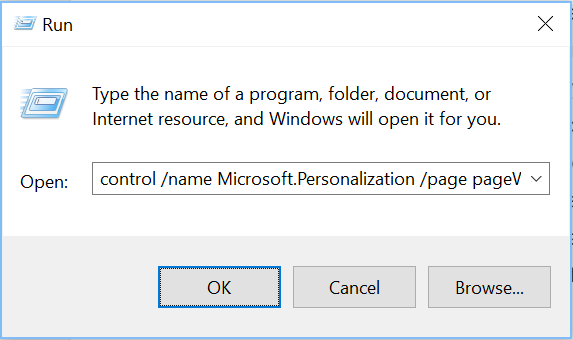 Run
Type the name of a program, folder, document, or
Internet resource, and Windows will open it for you.
Open: control /name Microsoft.Personalization /page pageW
OK Cancel Browse...